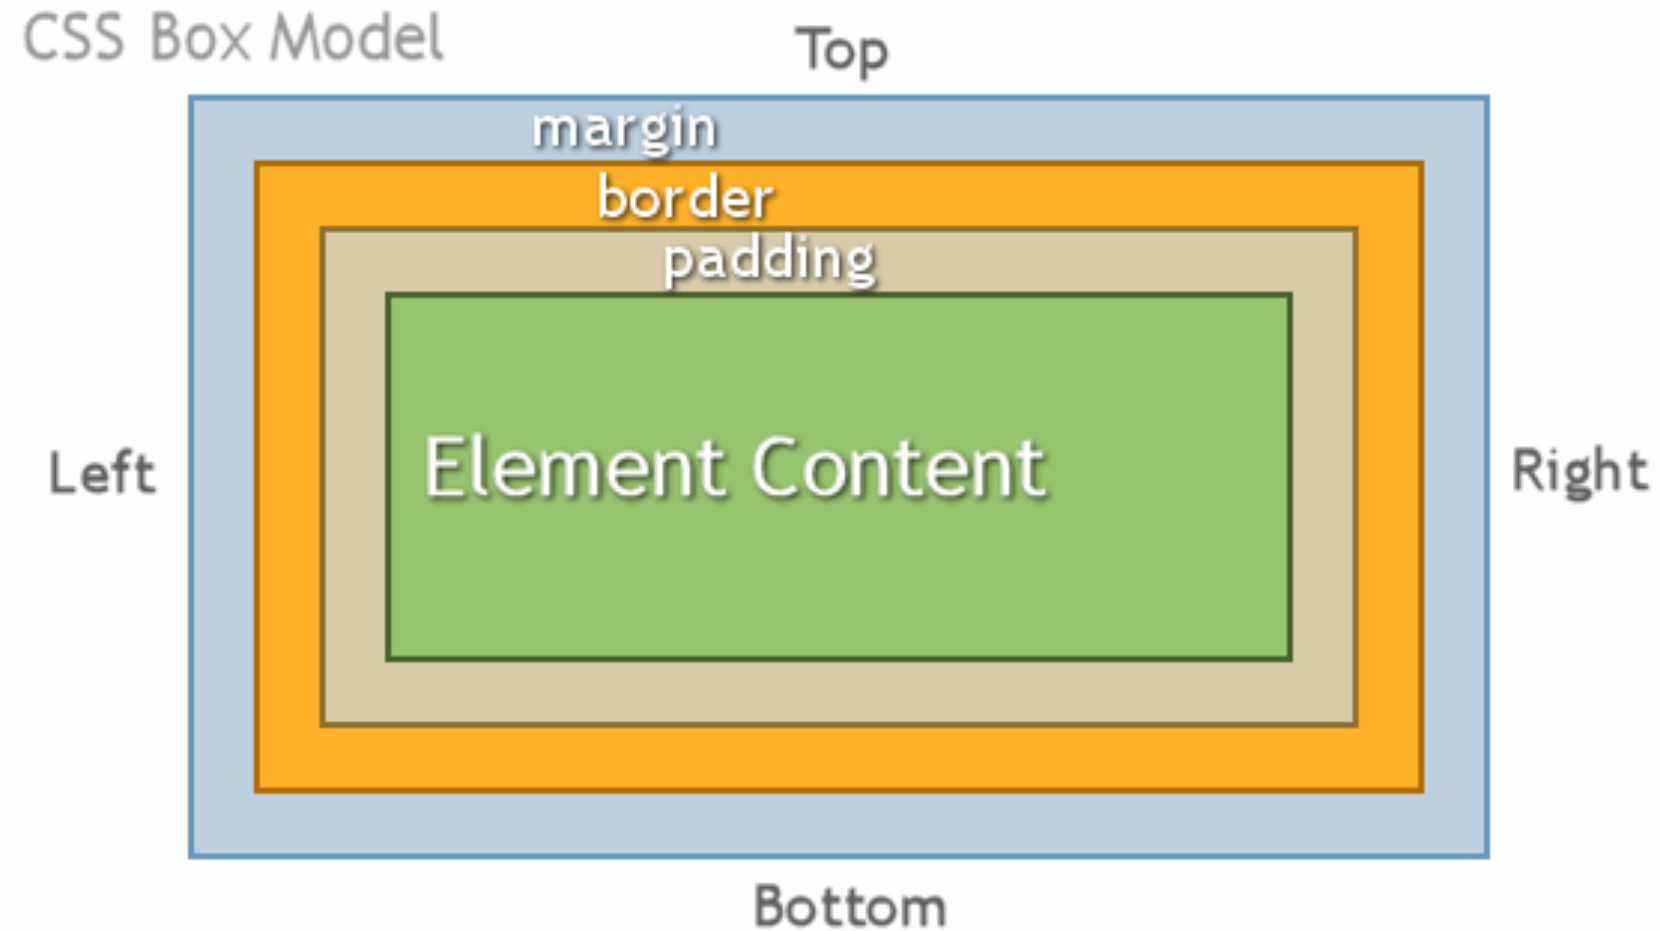 CSS Box Model
Top
margin
border
padding
Left
Element Content
Right
Bottom